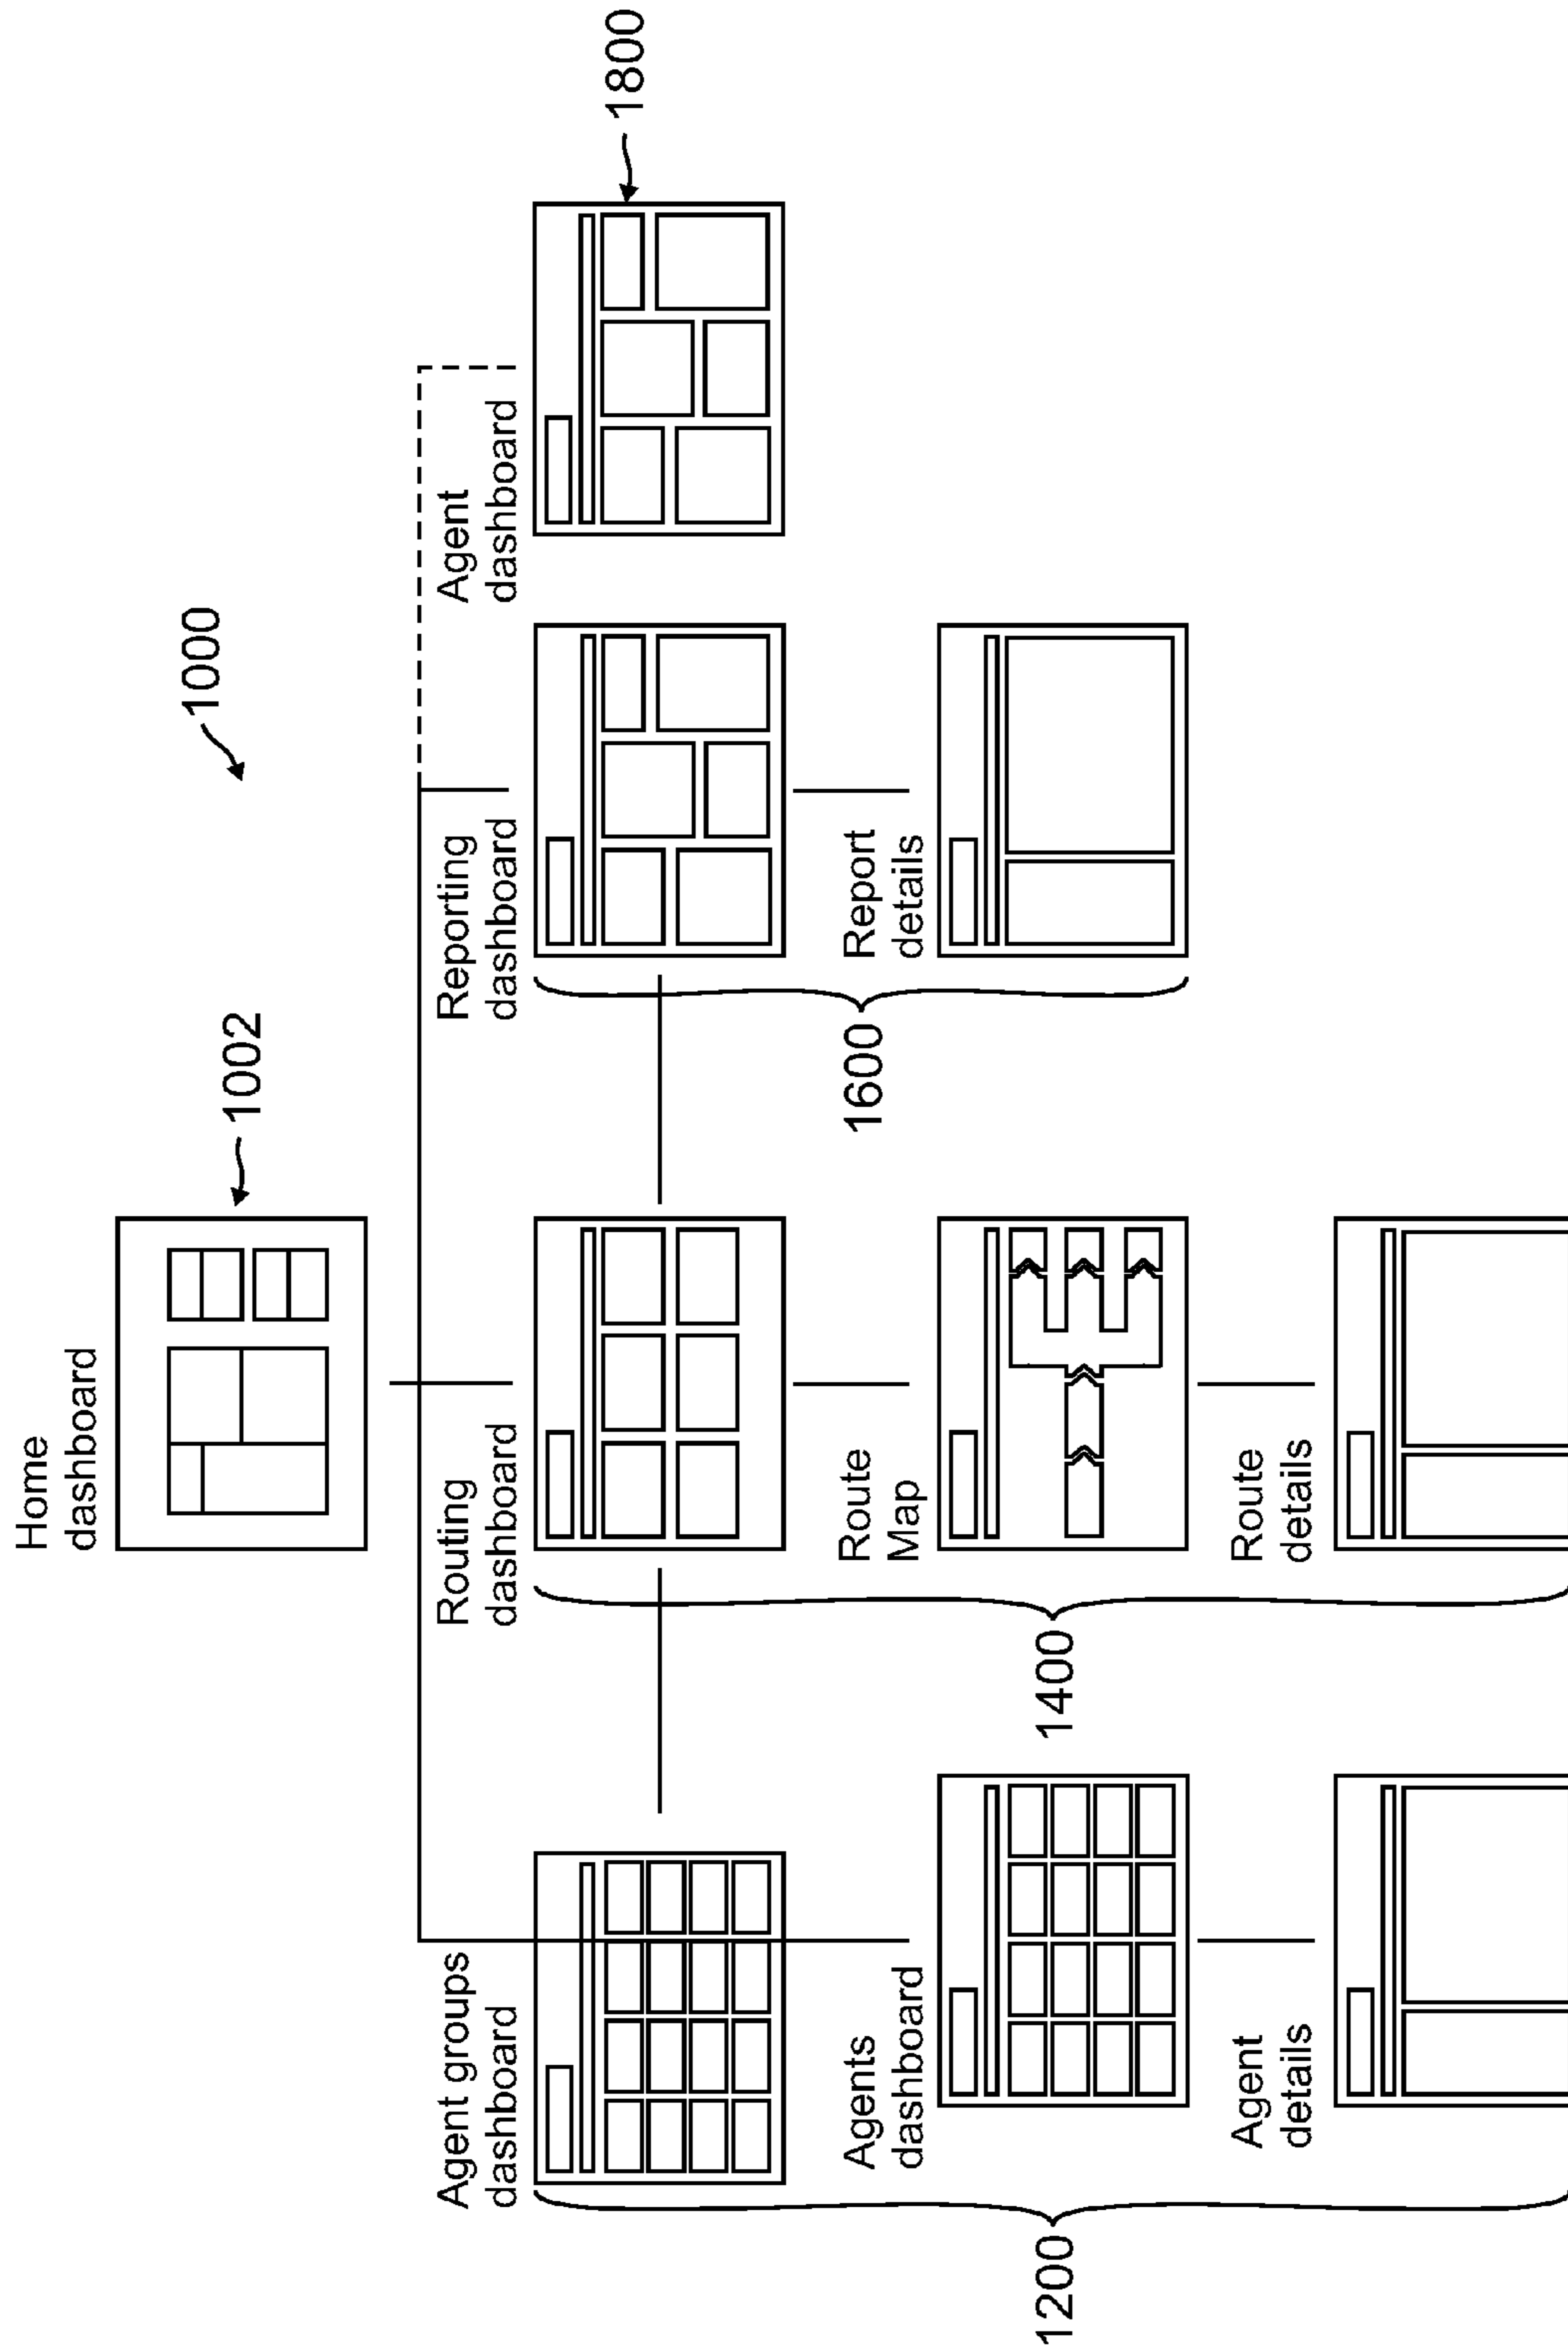 Home
dashboard
1002
1000
Agent groups
dashboard
Routing
dashboard
Reporting
dashboard
Agent
dashboard
1800
Agents
dashboard
Route
Map
Report
details
1600
Agent
details
Route
details
1200
1400